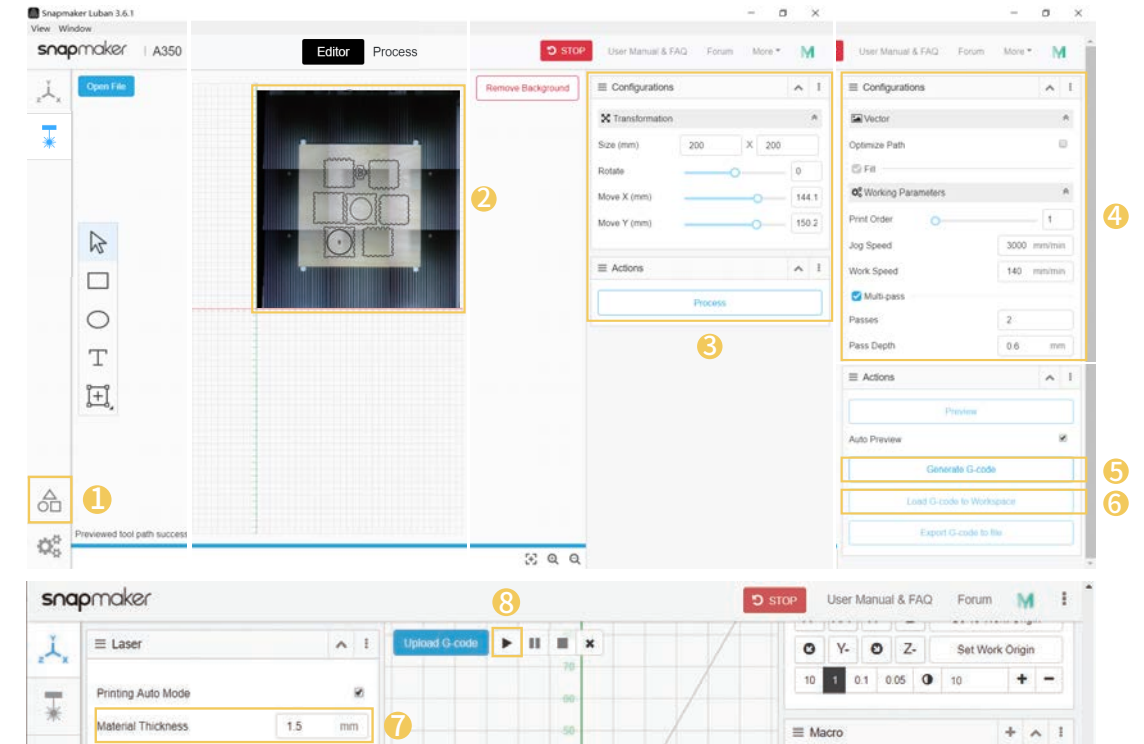 Snapmaker Luban 3.6.1
View Window
snapmaker | A350
Editor Process
STOP
User Manual & FAQ Forum More
User Manual & FAQ Forum More
Open File
Remove Background
Configurations
Transformation
Size (mm) 200 X 200
Rotate 0
Move X (mm) 144.1
Move Y (mm) 150.2
Actions
Process
2
3
1
Previewed tool path success
Configurations
Vector
Optimize Path
Fill
Working Parameters
Print Order 1
Jog Speed 3000 mm/min
Work Speed 140 mm/min
Multi-pass
Passes 2
Pass Depth 0.6 mm
4
Actions
Preview
Auto Preview
Generate G-code
5
Load G-code to Workspace
6
Export G-code to file
snapmaker
8
STOP User Manual & FAQ Forum
Laser
Upload G-code
Printing Auto Mode
Material Thickness 1.5 mm
7
70
60
50
Y- Z- Set Work Origin
10 1 0.1 0.05 10 + −
Macro